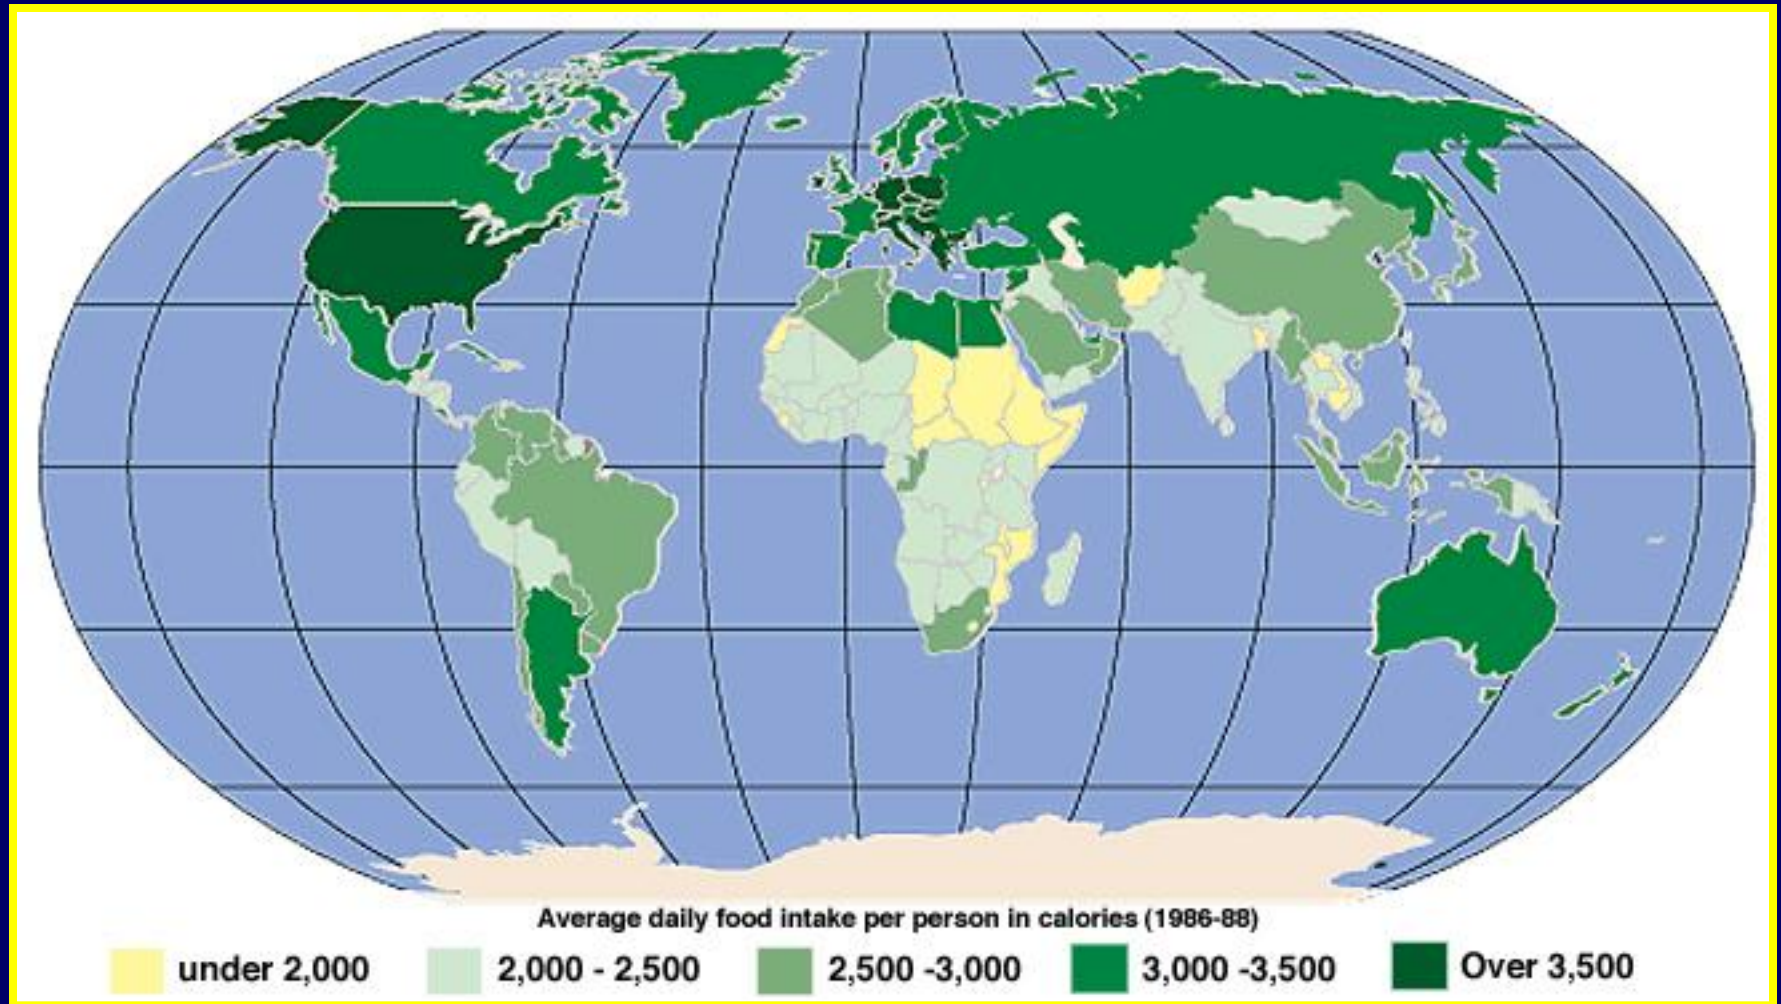 Average daily food intake per person in calories (1986-88)
under 2,000 2,000 - 2,500 2,500 -3,000 3,000 -3,500 Over 3,500